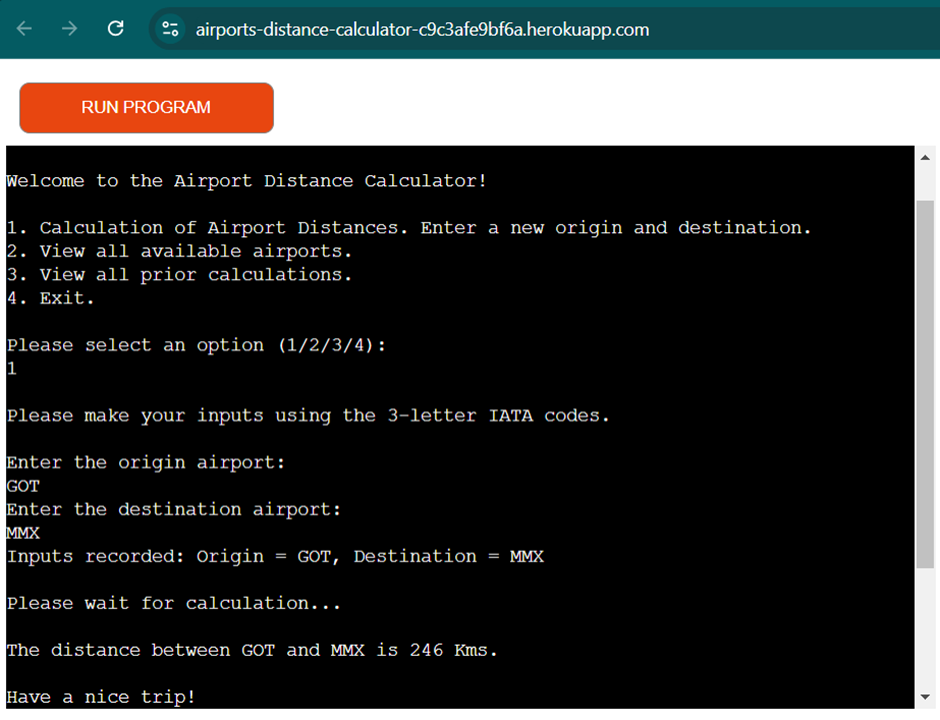 airports-distance-calculator-c9c3afe9bf6a.herokuapp.com
RUN PROGRAM
Welcome to the Airport Distance Calculator!
1. Calculation of Airport Distances. Enter a new origin and destination.
2. View all available airports.
3. View all prior calculations.
4. Exit.
Please select an option (1/2/3/4):
1
Please make your inputs using the 3-letter IATA codes.
Enter the origin airport:
GOT
Enter the destination airport:
MMX
Inputs recorded: Origin = GOT, Destination = MMX
Please wait for calculation...
The distance between GOT and MMX is 246 Kms.
Have a nice trip!